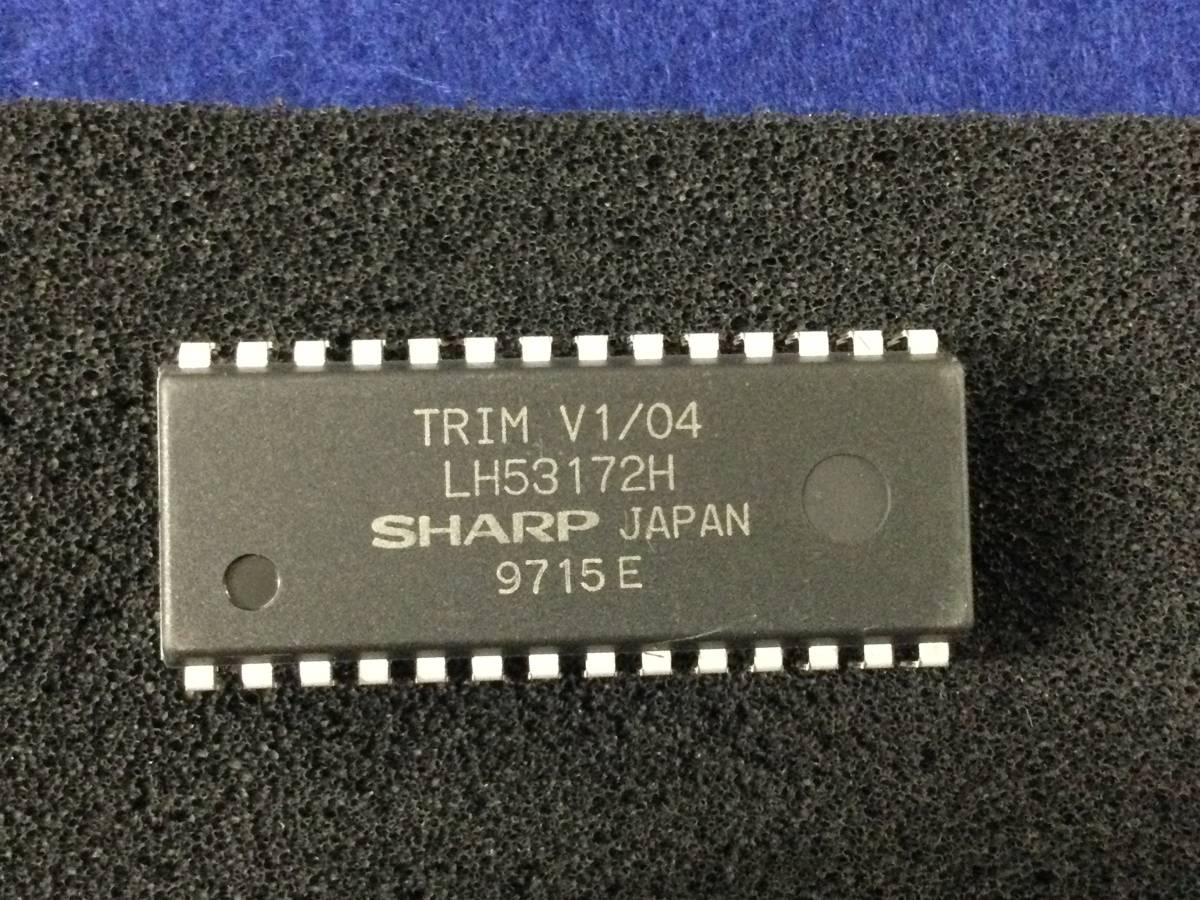 TRIM V1/04
LH53172H
SHARP JAPAN
9715 E